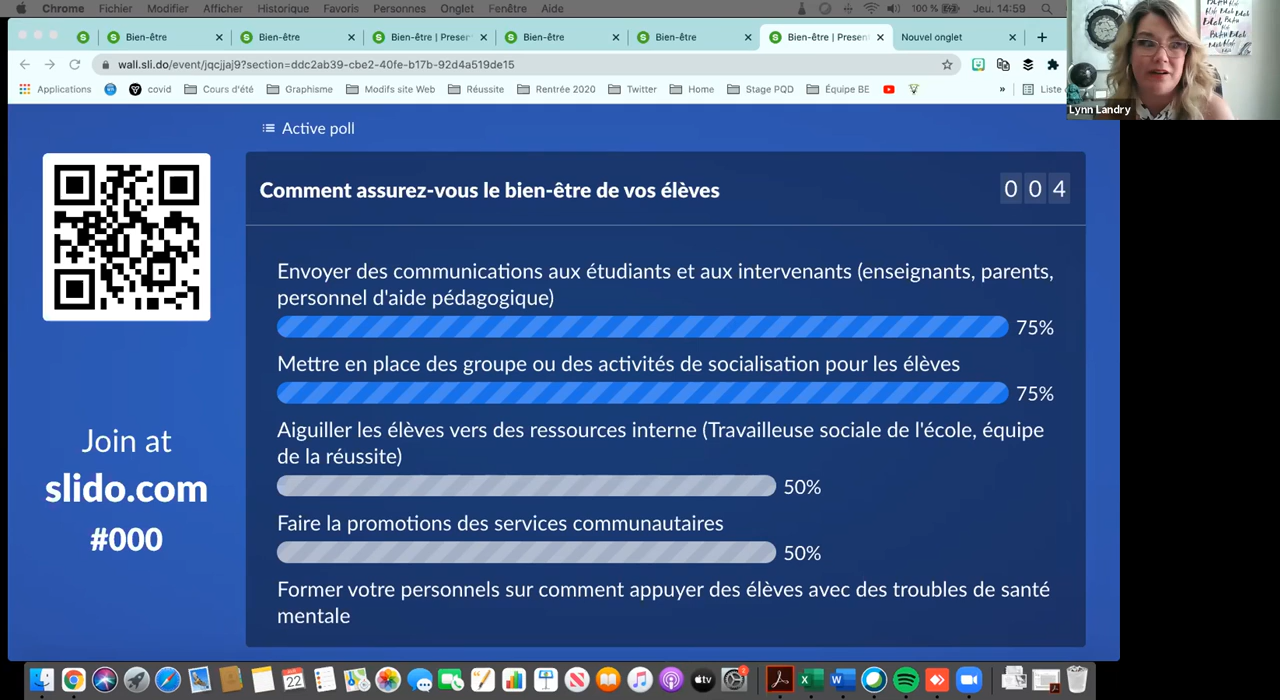 Chrome Fichier Modifier Afficher Historique Favoris Personnes Onglet Fenêtre Aide 100 % Jeu. 14:59
Bien-être Bien-être Bien-être | Presen Bien-être Bien-être Bien-être | Presen Nouvel onglet
wall.sli.do/event/jqcjjaj9?section=ddc2ab39-cbe2-40fe-b17b-92d4a519de15
Applications covid Cours d'été Graphisme Modifs site Web Réussite Rentrée 2020 Twitter Home Stage PQD Équipe BE » Liste
Lynn Landry
Active poll
Comment assurez-vous le bien-être de vos élèves
0 0 4
Envoyer des communications aux étudiants et aux intervenants (enseignants, parents,
personnel d'aide pédagogique)
75%
Mettre en place des groupe ou des activités de socialisation pour les élèves
75%
Aiguiller les élèves vers des ressources interne (Travailleuse sociale de l'école, équipe
de la réussite)
50%
Faire la promotions des services communautaires
50%
Former votre personnels sur comment appuyer des élèves avec des troubles de santé
mentale
Join at
slido.com
#000
22
tv